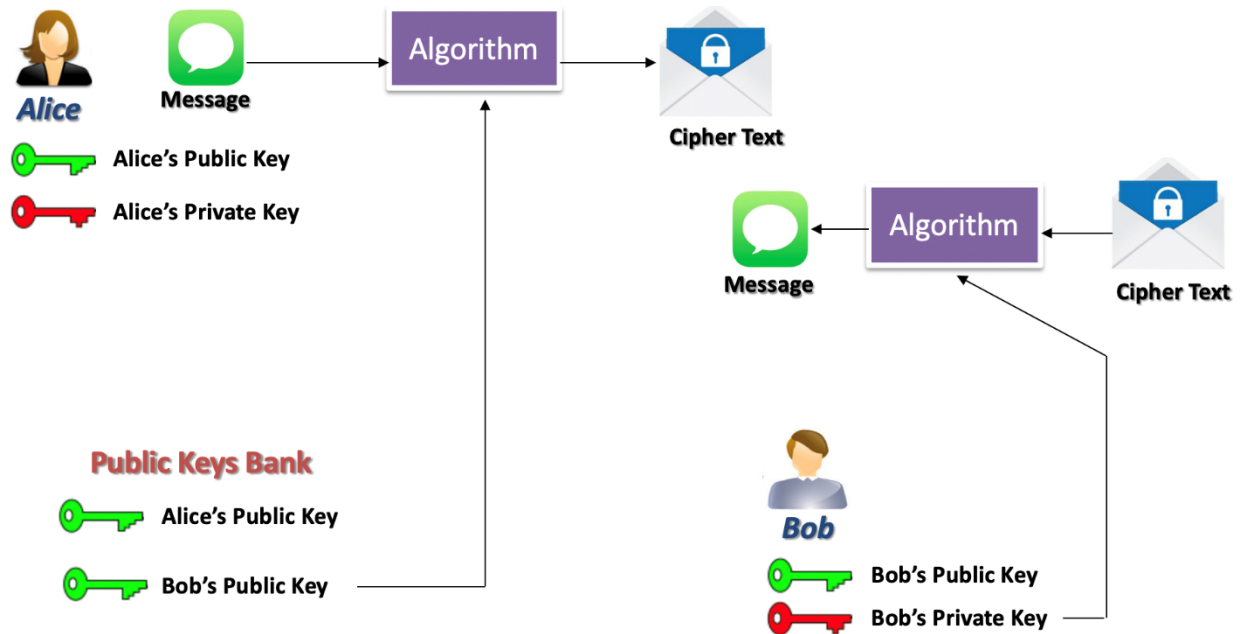 Algorithm
Message
Alice
Cipher Text
Alice's Public Key
Alice's Private Key
Algorithm
Message
Cipher Text
Public Keys Bank
Alice's Public Key
Bob's Public Key
Bob
Bob's Public Key
Bob's Private Key